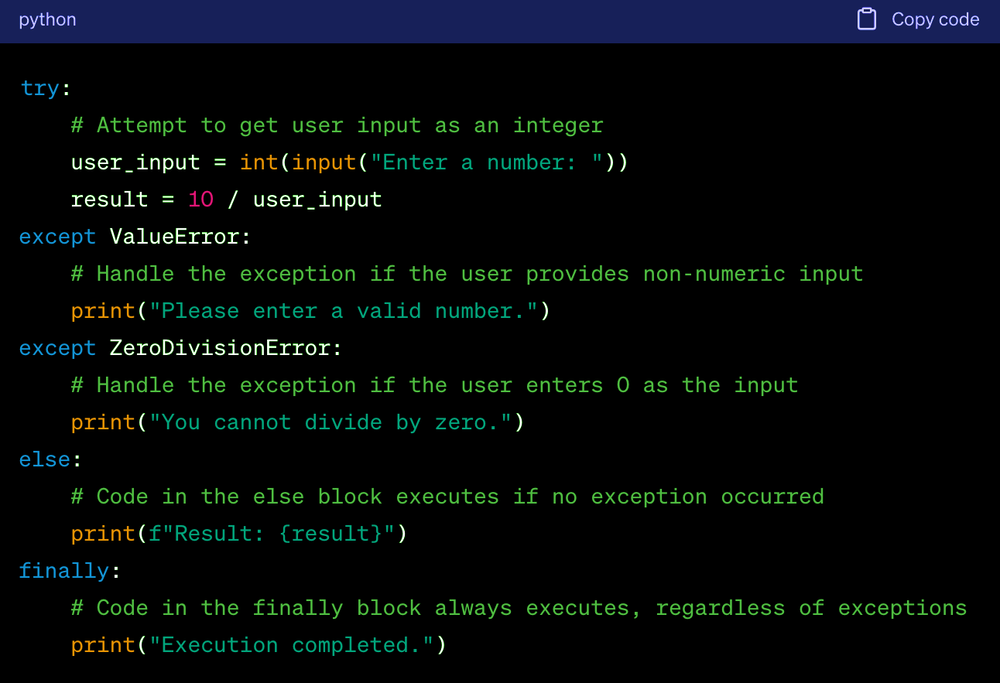 python
Copy code
try:
    # Attempt to get user input as an integer
    user_input = int(input("Enter a number: "))
    result = 10 / user_input
except ValueError:
    # Handle the exception if the user provides non-numeric input
    print("Please enter a valid number.")
except ZeroDivisionError:
    # Handle the exception if the user enters 0 as the input
    print("You cannot divide by zero.")
else:
    # Code in the else block executes if no exception occurred
    print(f"Result: {result}")
finally:
    # Code in the finally block always executes, regardless of exceptions
    print("Execution completed.")